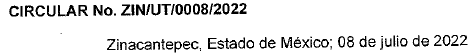 CIRCULAR No. ZIN/UT/0008/2022
Zinacantepec, Estado de México; 08 de julio de 2022